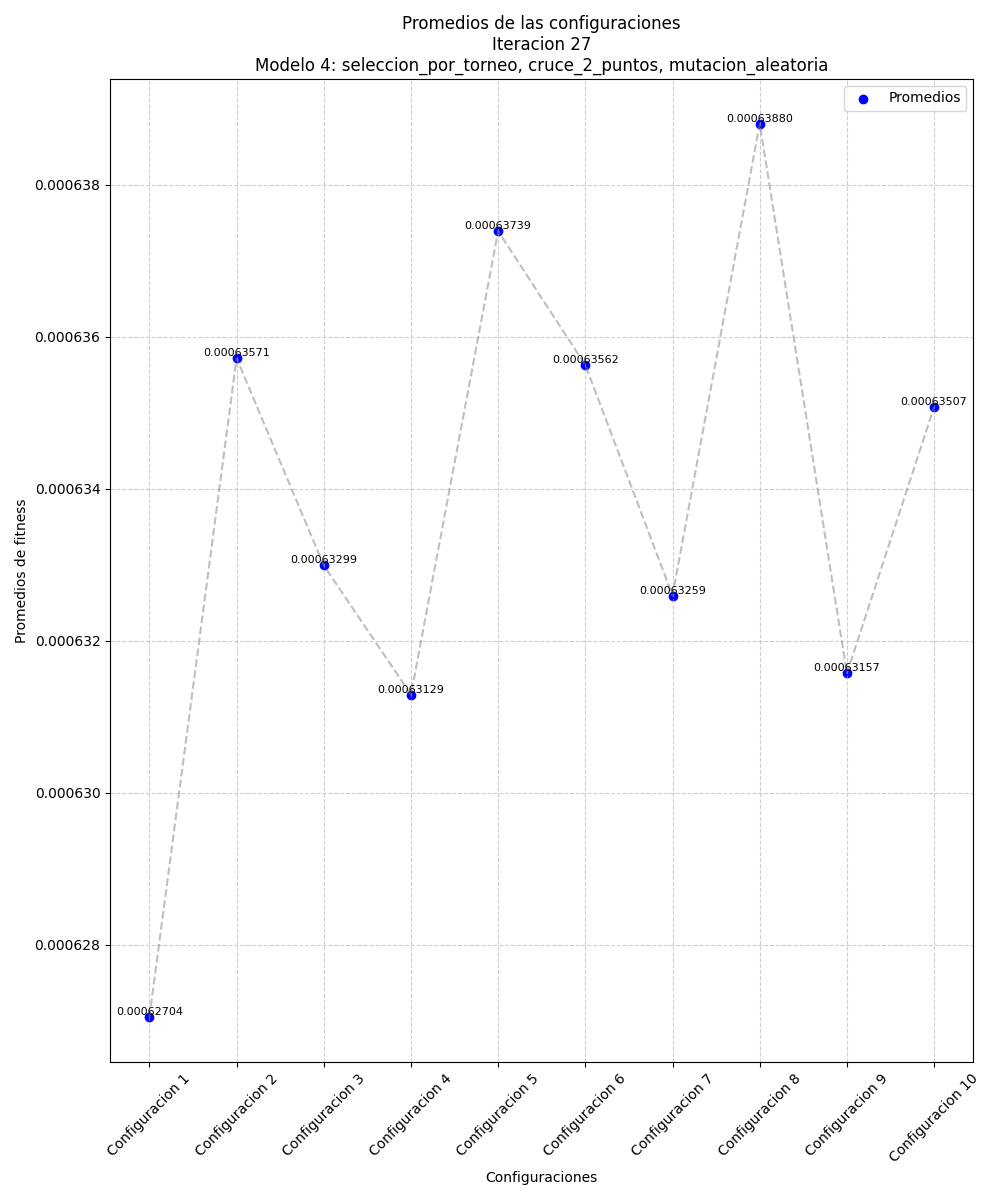 Promedios de las configuraciones
Iteracion 27
Modelo 4: seleccion_por_torneo, cruce_2_puntos, mutacion_aleatoria
Promedios
0.00063880
0.000638
0.00063739
0.000636
0.00063571
0.00063562
0.00063507
0.000634
0.00063299
0.00063259
0.000632
0.00063157
0.00063129
0.000630
0.000628
0.00062704
Promedios de fitness
Configuracion 1
Configuracion 2
Configuracion 3
Configuracion 4
Configuracion 5
Configuracion 6
Configuracion 7
Configuracion 8
Configuracion 9
Configuracion 10
Configuraciones